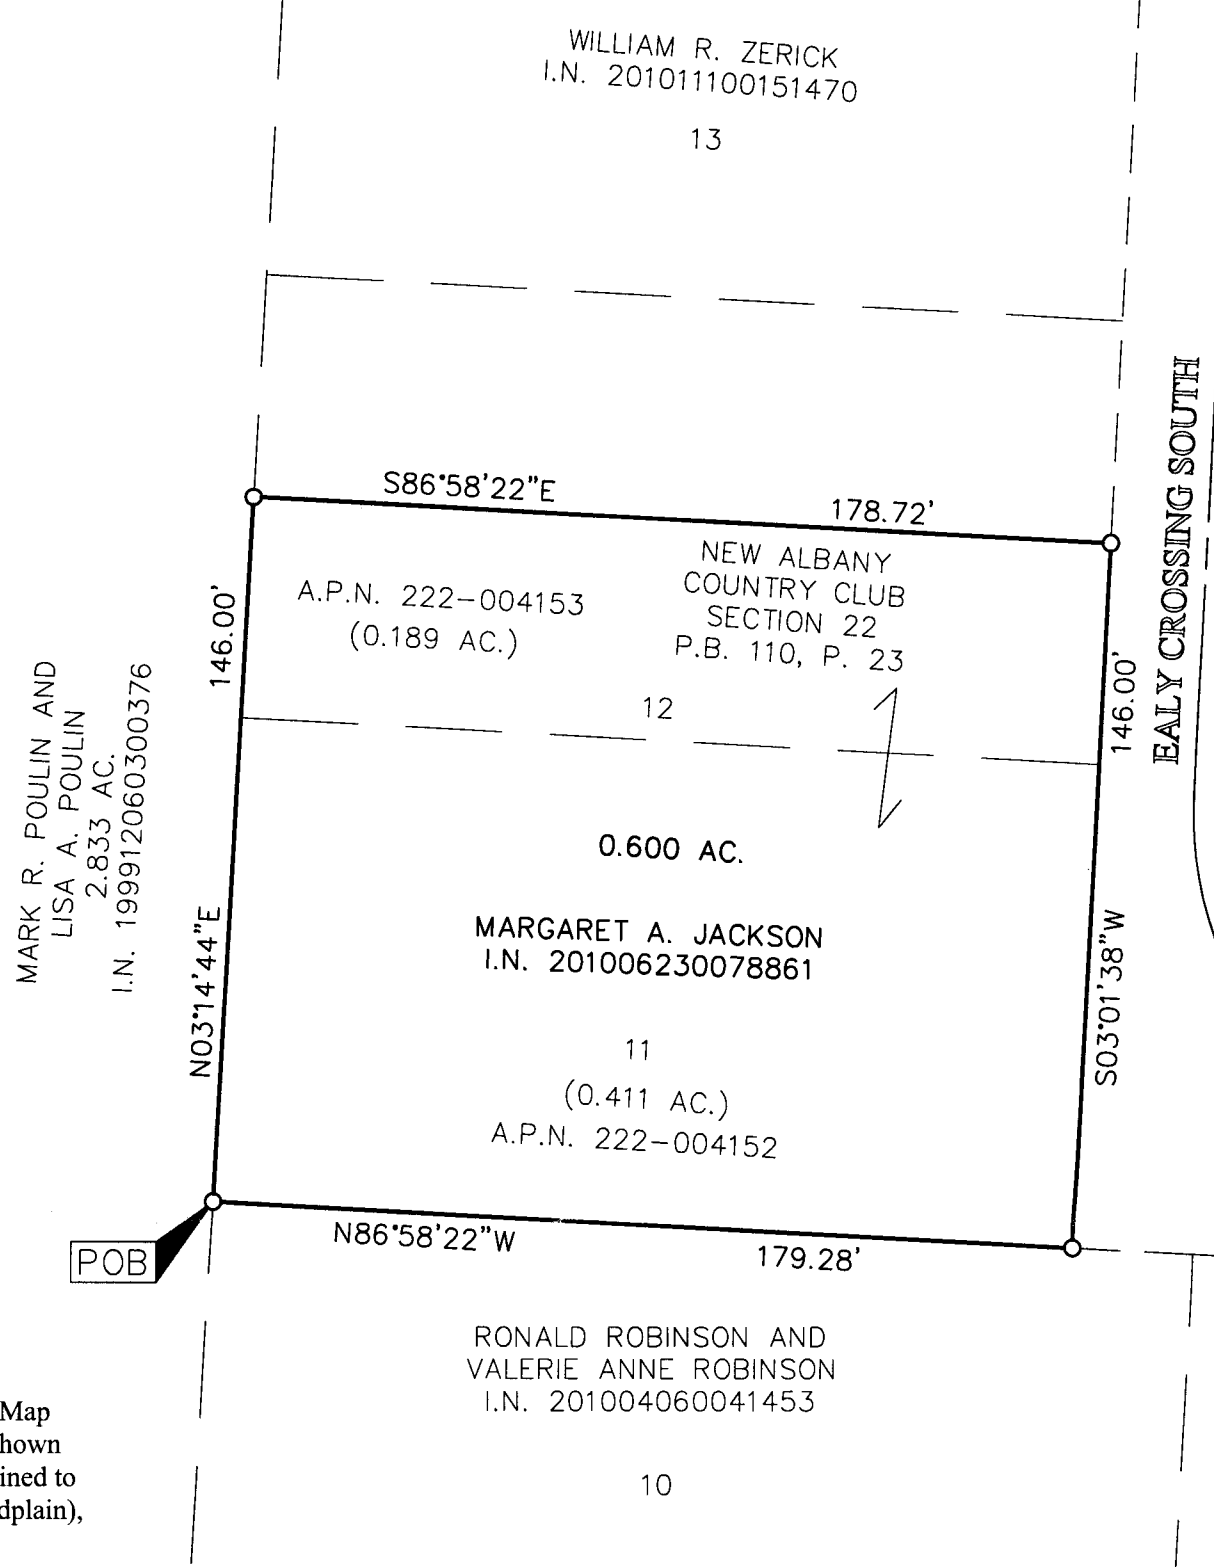 WILLIAM R. ZERICK
I.N. 201011100151470
13
S86°58'22"E
178.72'
A.P.N. 222-004153
(0.189 AC.)
NEW ALBANY
COUNTRY CLUB
SECTION 22
P.B. 110, P. 23
12
146.00'
N03°14'44"E
MARK R. POULIN AND
LISA A. POULIN
2.833 AC.
I.N. 199912060300376
146.00'
S03°01'38"W
EALY CROSSING SOUTH
0.600 AC.
MARGARET A. JACKSON
I.N. 201006230078861
11
(0.411 AC.)
A.P.N. 222-004152
POB
N86°58'22"W
179.28'
RONALD ROBINSON AND
VALERIE ANNE ROBINSON
I.N. 201004060041453
10
Map
hown
ined to
dplain),